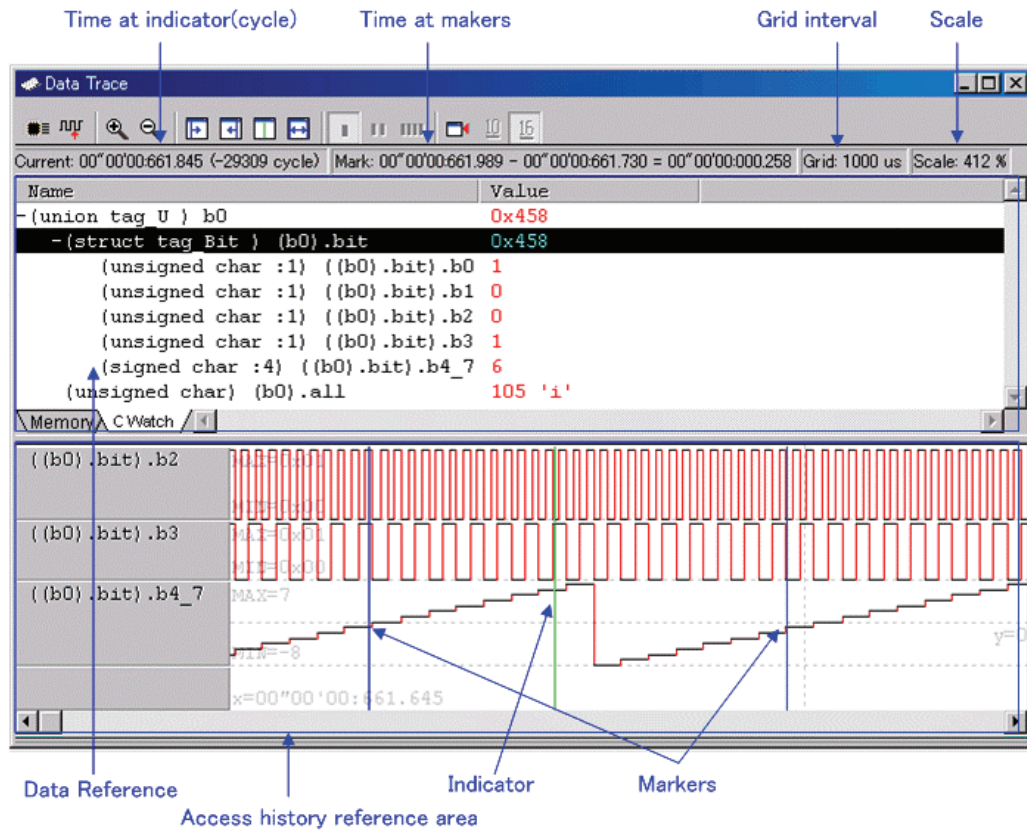 Time at indicator(cycle) Time at makers Grid interval Scale
Data Trace
10 16
Current: 00"00'00:661.845 (-29309 cycle) Mark: 00"00'00:661.989 - 00"00'00:661.730 = 00"00'00:000.258 Grid: 1000 us Scale: 412 %
Name Value
-(union tag_U ) b0 0x458
-(struct tag_Bit ) (b0).bit 0x458
(unsigned char :1) ((b0).bit).b0 1
(unsigned char :1) ((b0).bit).b1 0
(unsigned char :1) ((b0).bit).b2 0
(unsigned char :1) ((b0).bit).b3 1
(signed char :4) ((b0).bit).b4_7 6
(unsigned char) (b0).all 105 'i'
Memory C Watch
((b0).bit).b2 MAX=0x01
MIN=0x00
((b0).bit).b3 MAX=0x01
MIN=0x00
((b0).bit).b4_7 MAX=7
y=0
MIN=-8
x=00"00'00:661.645
Data Reference Indicator Markers
Access history reference area